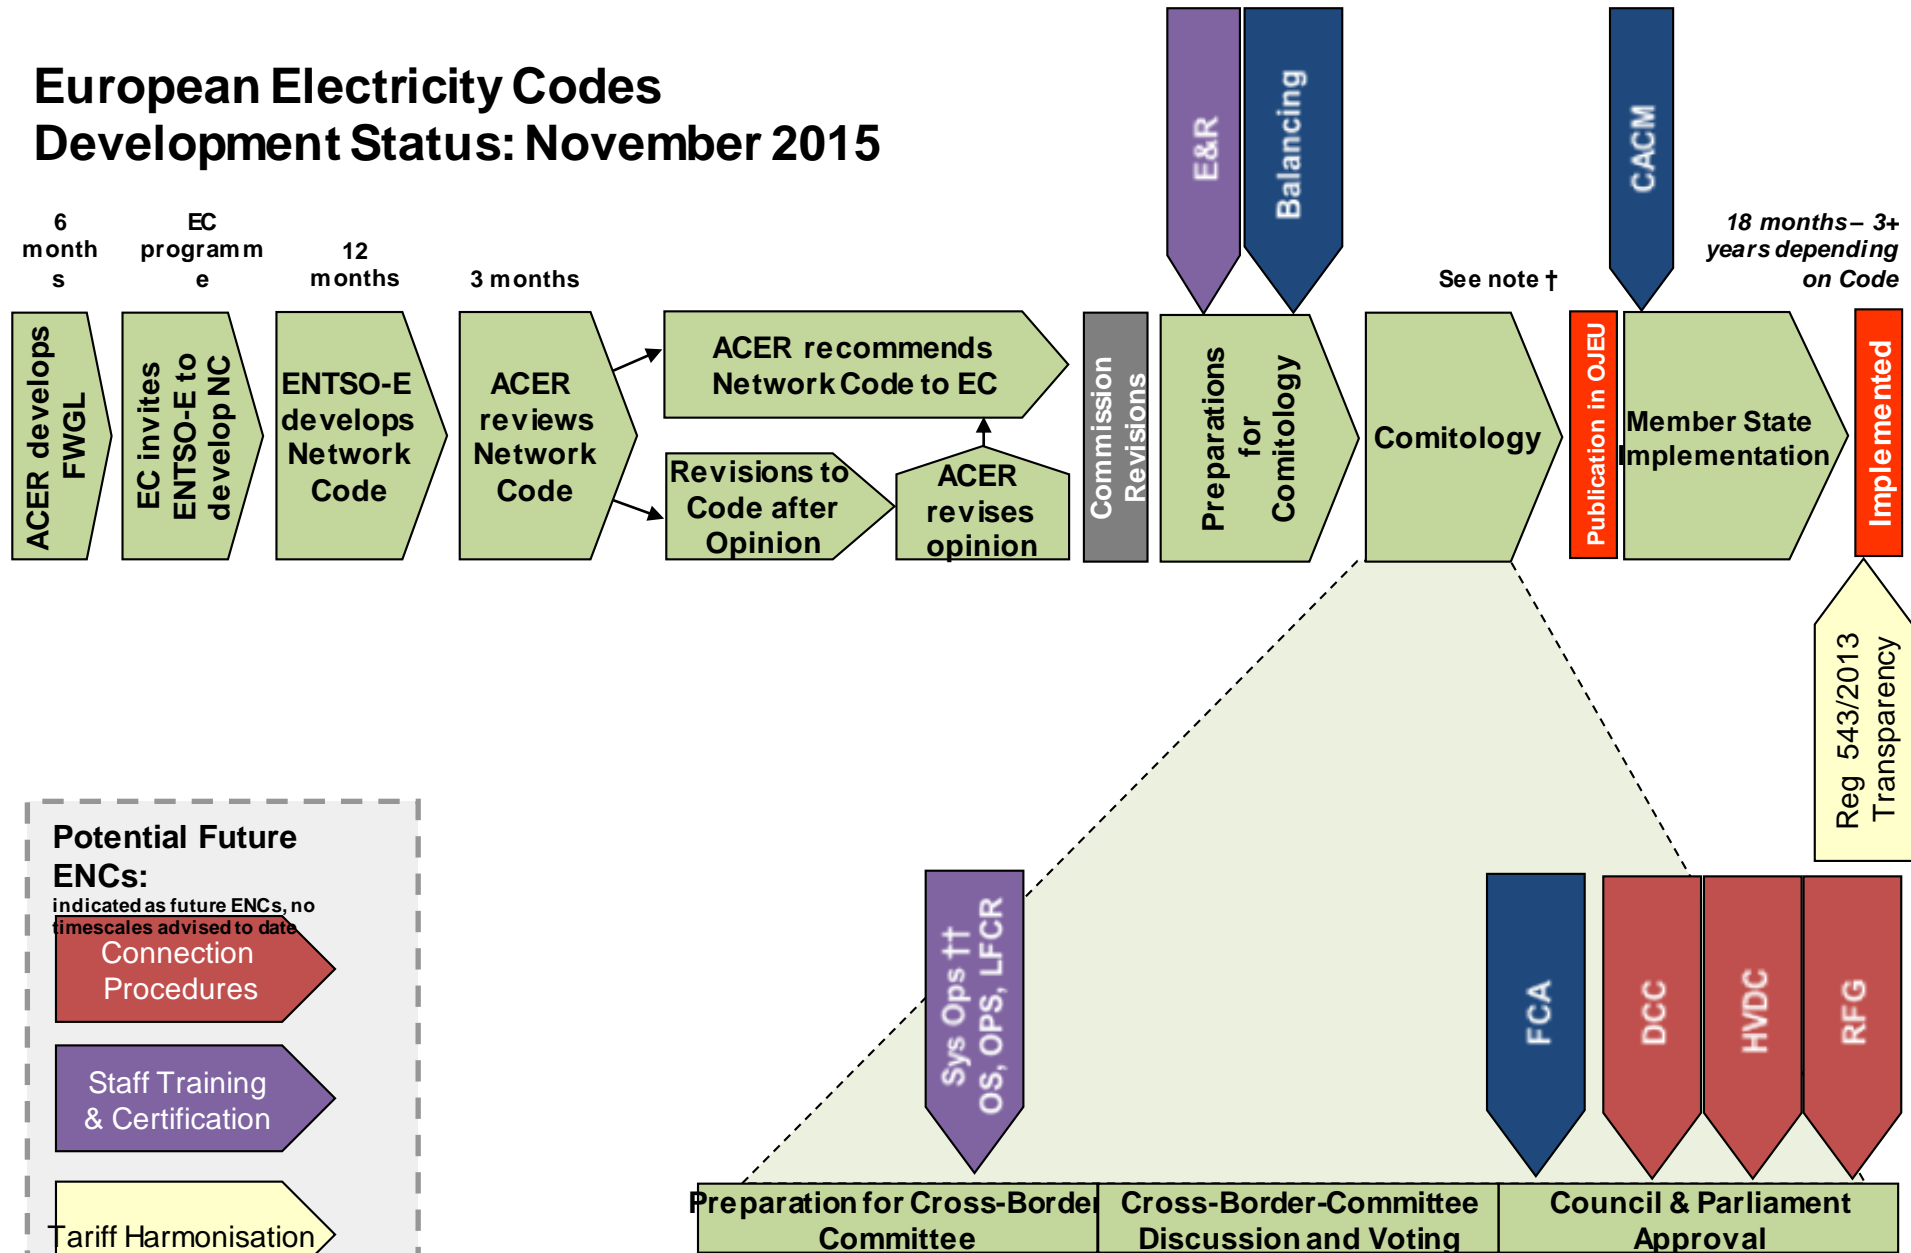 European Electricity Codes
Development Status: November 2015
6
month
s
EC
programm
e
12
months
3 months
See note †
18 months – 3+
years depending
on Code
E&R
Balancing
CACM
ACER develops
FWGL
EC invites
ENTSO-E to
develop NC
ENTSO-E
develops
Network
Code
ACER
reviews
Network
Code
ACER recommends
Network Code to EC
Revisions to
Code after
Opinion
ACER
revises
opinion
Commission
Revisions
Preparations
for
Comitology
Comitology
Publication in OJEU
Member State
Implementation
Implemented
Reg 543/2013
Transparency
Potential Future
ENCs:
indicated as future ENCs, no
timescales advised to date
Connection
Procedures
Staff Training
& Certification
Tariff Harmonisation
Sys Ops ††
OS, OPS, LFCR
FCA
DCC
HVDC
RFG
Preparation for Cross-Border
Committee
Cross-Border-Committee
Discussion and Voting
Council & Parliament
Approval